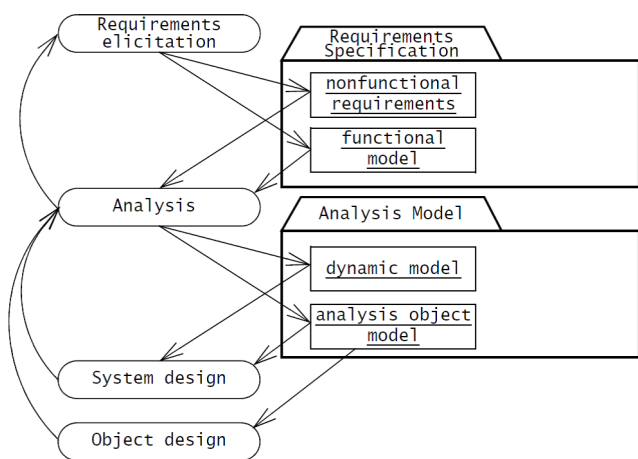 Requirements
elicitation
Requirements
Specification
nonfunctional
requirements
functional
model
Analysis
Analysis Model
dynamic model
analysis object
model
System design
Object design